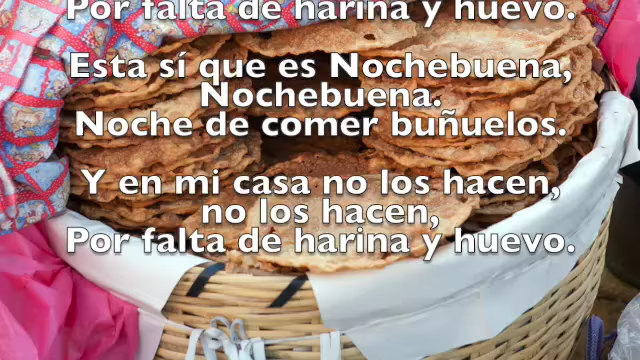 Por falta de harina y huevo.
Esta sí que es Nochebuena,
Nochebuena.
Noche de comer buñuelos.
Y en mi casa no los hacen,
no los hacen,
Por falta de harina y huevo.